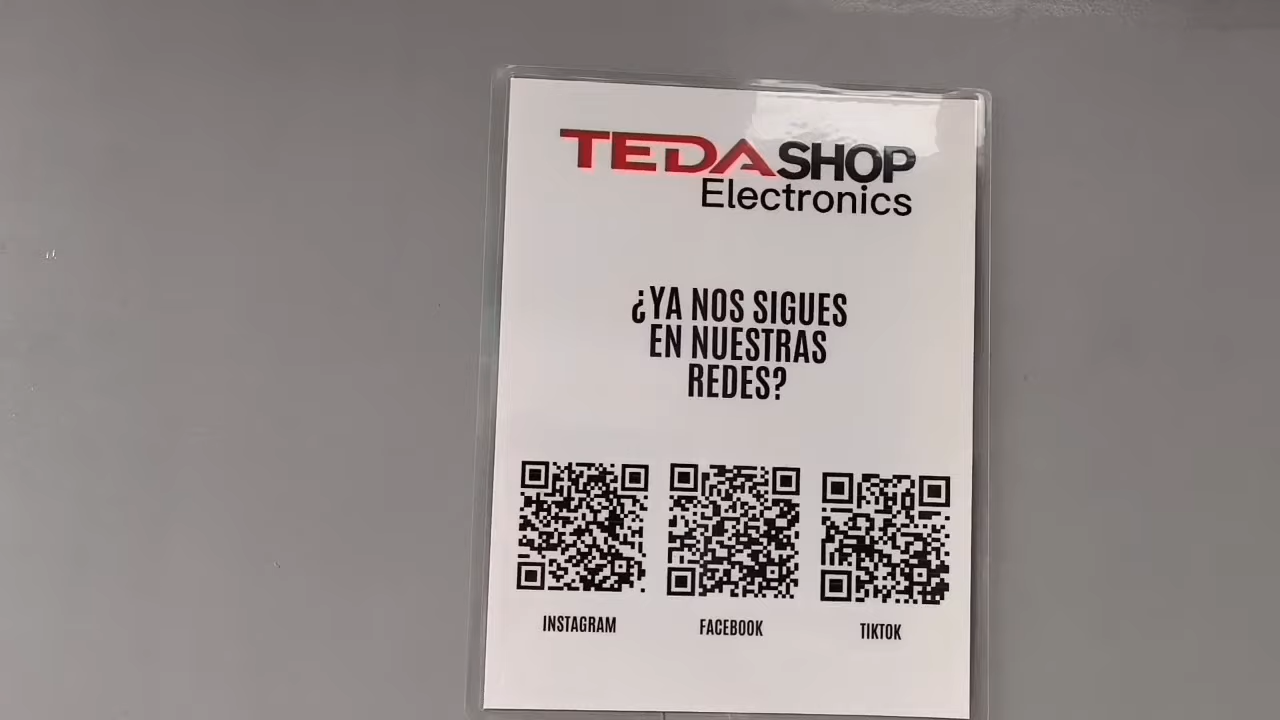 TEDASHOP
Electronics
¿YA NOS SIGUES
EN NUESTRAS
REDES?
INSTAGRAM
FACEBOOK
TIKTOK